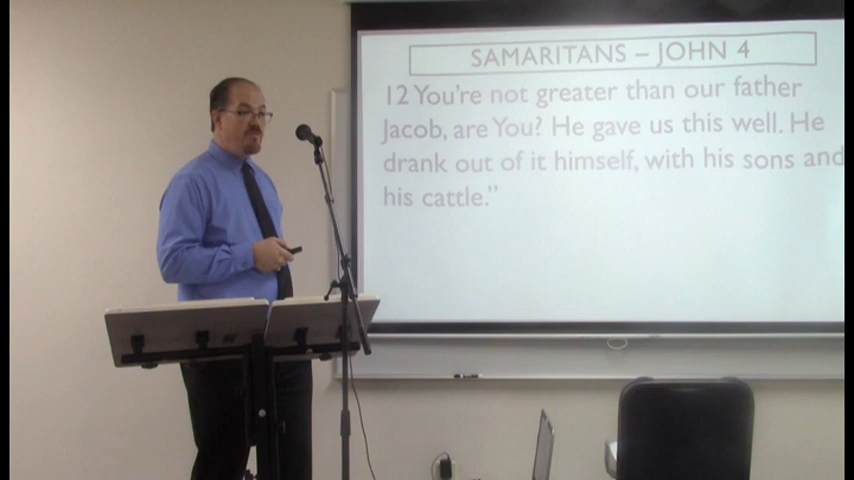 SAMARITANS – JOHN 4
12 You're not greater than our father
Jacob, are You? He gave us this well. He
drank out of it himself, with his sons and
his cattle."